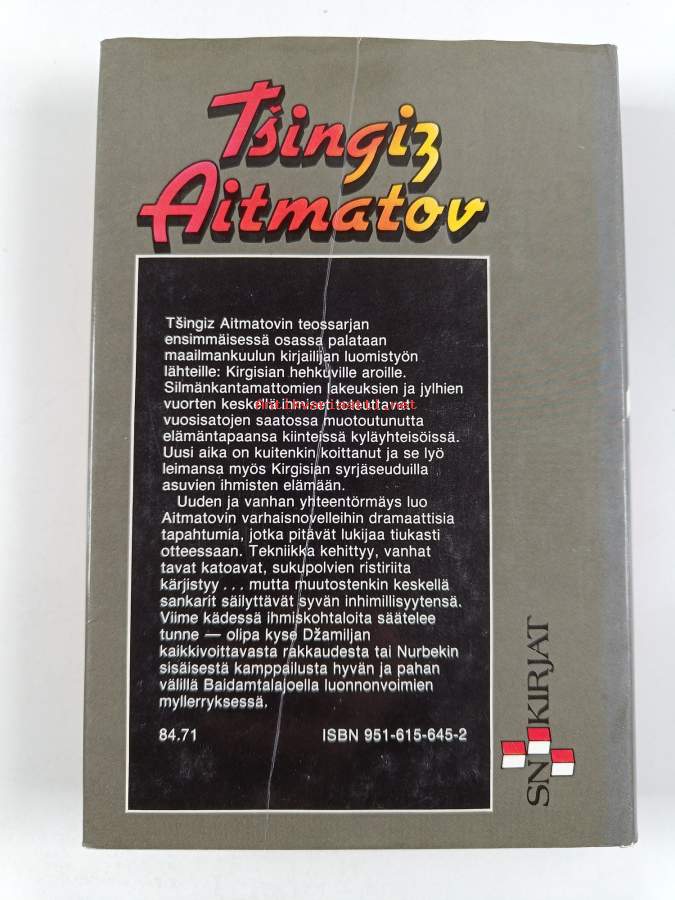 Tšingiz
Aitmatov
Tšingiz Aitmatovin teossarjan
ensimmäisessä osassa palataan
maailmankuulun kirjailijan luomistyön
lähteille: Kirgisian hehkuville aroille.
Silmänkantamattomien lakeuksien ja jylhien
vuorten keskellä ihmiset toteuttavat
vuosisatojen saatossa muotoutunutta
elämäntapaansa kiinteissä kyläyhteisöissä.
Uusi aika on kuitenkin koittanut ja se lyö
leimansa myös Kirgisian syrjäseuduilla
asuvien ihmisten elämään.
Uuden ja vanhan yhteentörmäys luo
Aitmatovin varhaisnovelleihin dramaattisia
tapahtumia, jotka pitävät lukijaa tiukasti
otteessaan. Tekniikka kehittyy, vanhat
tavat katoavat, sukupolvien ristiriita
kärjistyy . . . mutta muutostenkin keskellä
sankarit säilyttävät syvän inhimillisyytensä.
Viime kädessä ihmiskohtaloita säätelee
tunne — olipa kyse Džamiljan
kaikkivoittavasta rakkaudesta tai Nurbekin
sisäisestä kamppailusta hyvän ja pahan
välillä Baidamtalajoella luonnonvoimien
myllerryksessä.
84.71 ISBN 951-615-645-2
SN KIRJAT